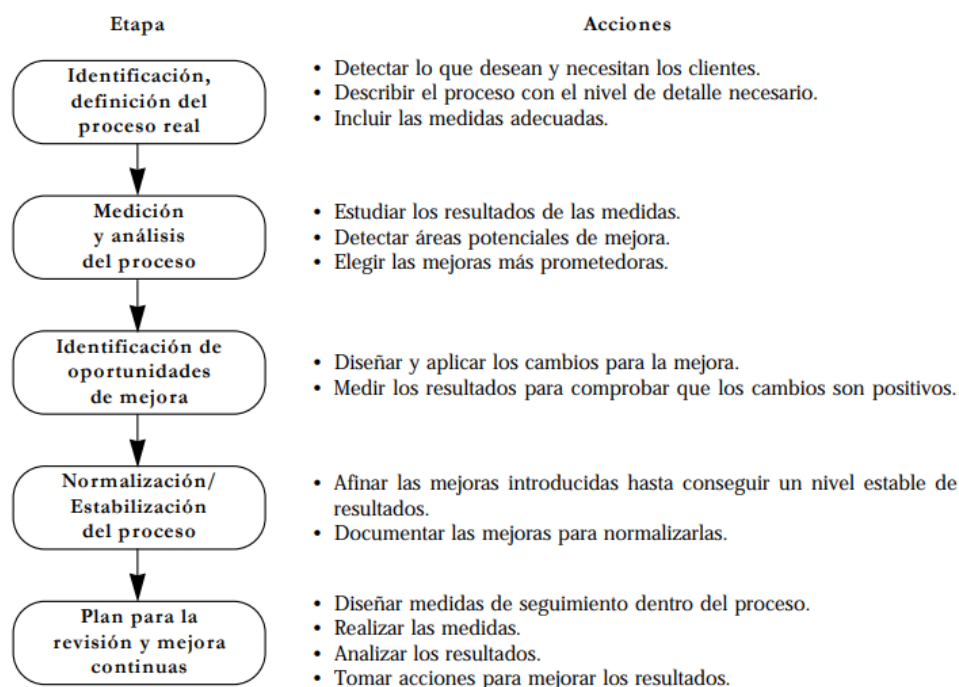 Etapa
Acciones
Identificación,
definición del
proceso real
• Detectar lo que desean y necesitan los clientes.
• Describir el proceso con el nivel de detalle necesario.
• Incluir las medidas adecuadas.
Medición
y análisis
del proceso
• Estudiar los resultados de las medidas.
• Detectar áreas potenciales de mejora.
• Elegir las mejoras más prometedoras.
Identificación de
oportunidades
de mejora
• Diseñar y aplicar los cambios para la mejora.
• Medir los resultados para comprobar que los cambios son positivos.
Normalización/
Estabilización
del proceso
• Afinar las mejoras introducidas hasta conseguir un nivel estable de
resultados.
• Documentar las mejoras para normalizarlas.
Plan para la
revisión y mejora
continuas
• Diseñar medidas de seguimiento dentro del proceso.
• Realizar las medidas.
• Analizar los resultados.
• Tomar acciones para mejorar los resultados.